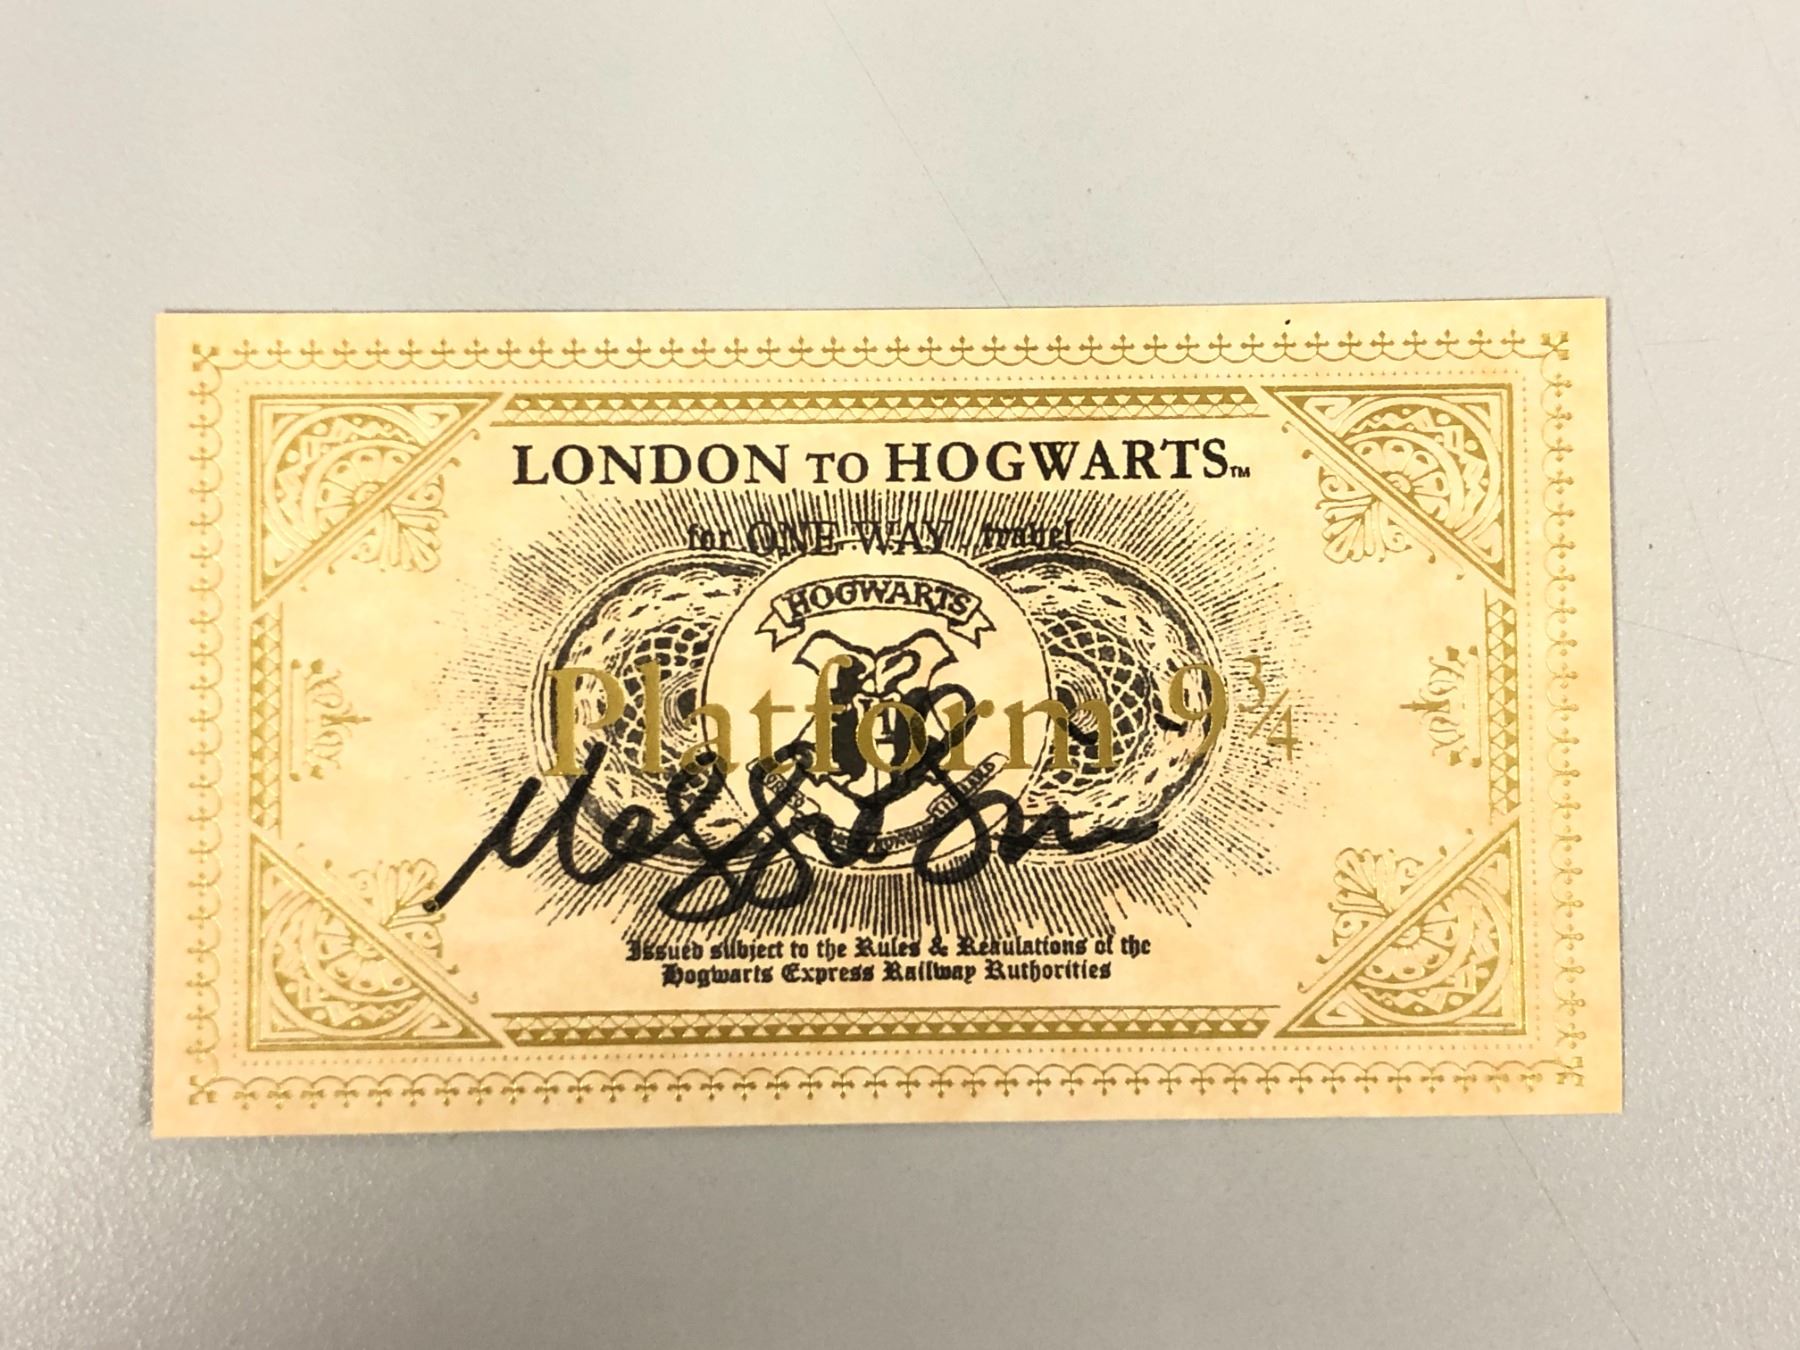 LONDON TO HOGWARTS™
for ONE WAY travel
HOGWARTS
Platform 9¾
Issued subject to the Rules & Regulations of the
Hogwarts Express Railway Authorities